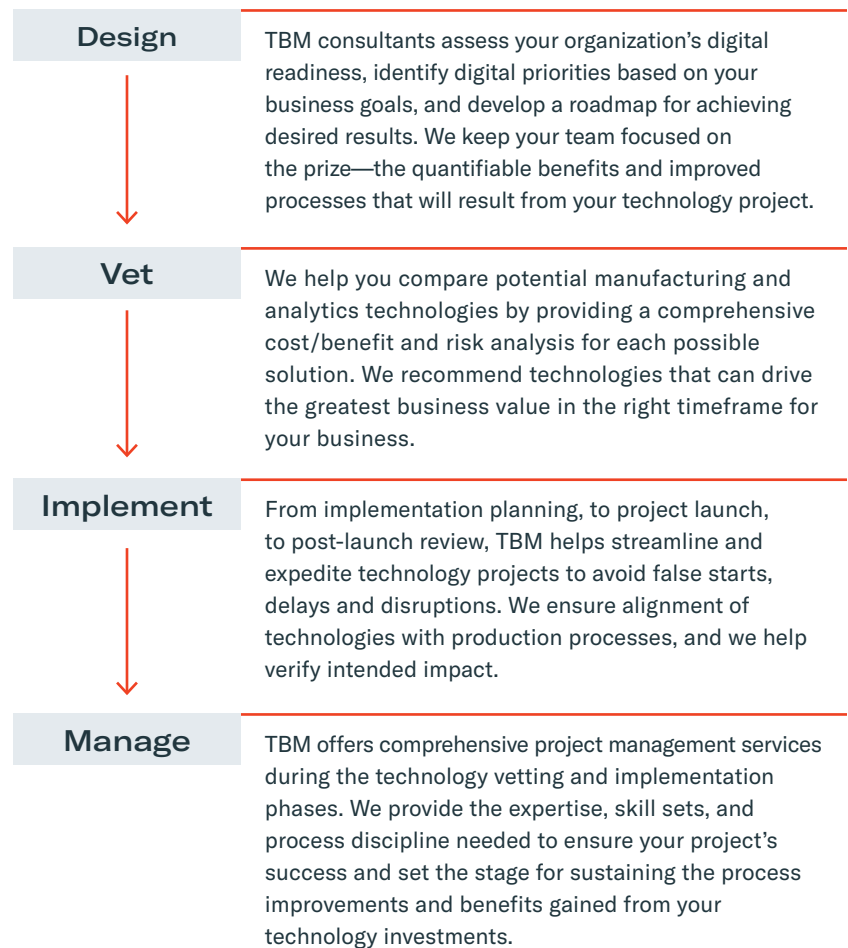 Design
TBM consultants assess your organization’s digital
readiness, identify digital priorities based on your
business goals, and develop a roadmap for achieving
desired results. We keep your team focused on
the prize—the quantifiable benefits and improved
processes that will result from your technology project.
Vet
We help you compare potential manufacturing and
analytics technologies by providing a comprehensive
cost/benefit and risk analysis for each possible
solution. We recommend technologies that can drive
the greatest business value in the right timeframe for
your business.
Implement
From implementation planning, to project launch,
to post-launch review, TBM helps streamline and
expedite technology projects to avoid false starts,
delays and disruptions. We ensure alignment of
technologies with production processes, and we help
verify intended impact.
Manage
TBM offers comprehensive project management services
during the technology vetting and implementation
phases. We provide the expertise, skill sets, and
process discipline needed to ensure your project’s
success and set the stage for sustaining the process
improvements and benefits gained from your
technology investments.